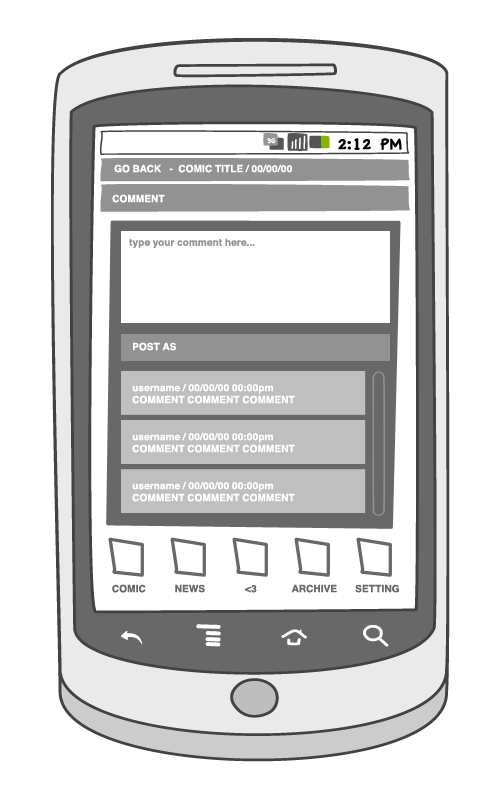 3G 2:12 PM
GO BACK - COMIC TITLE / 00/00/00
COMMENT
type your comment here...
POST AS
username / 00/00/00 00:00pm
COMMENT COMMENT COMMENT
username / 00/00/00 00:00pm
COMMENT COMMENT COMMENT
username / 00/00/00 00:00pm
COMMENT COMMENT COMMENT
COMIC NEWS <3 ARCHIVE SETTING